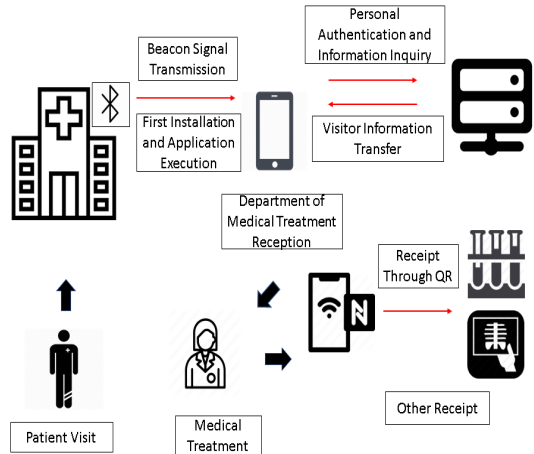 Personal
Authentication and
Information Inquiry
Beacon Signal
Transmission
First Installation
and Application
Execution
Visitor Information
Transfer
Department of
Medical Treatment
Reception
Receipt
Through QR
N
Other Receipt
Patient Visit
Medical
Treatment